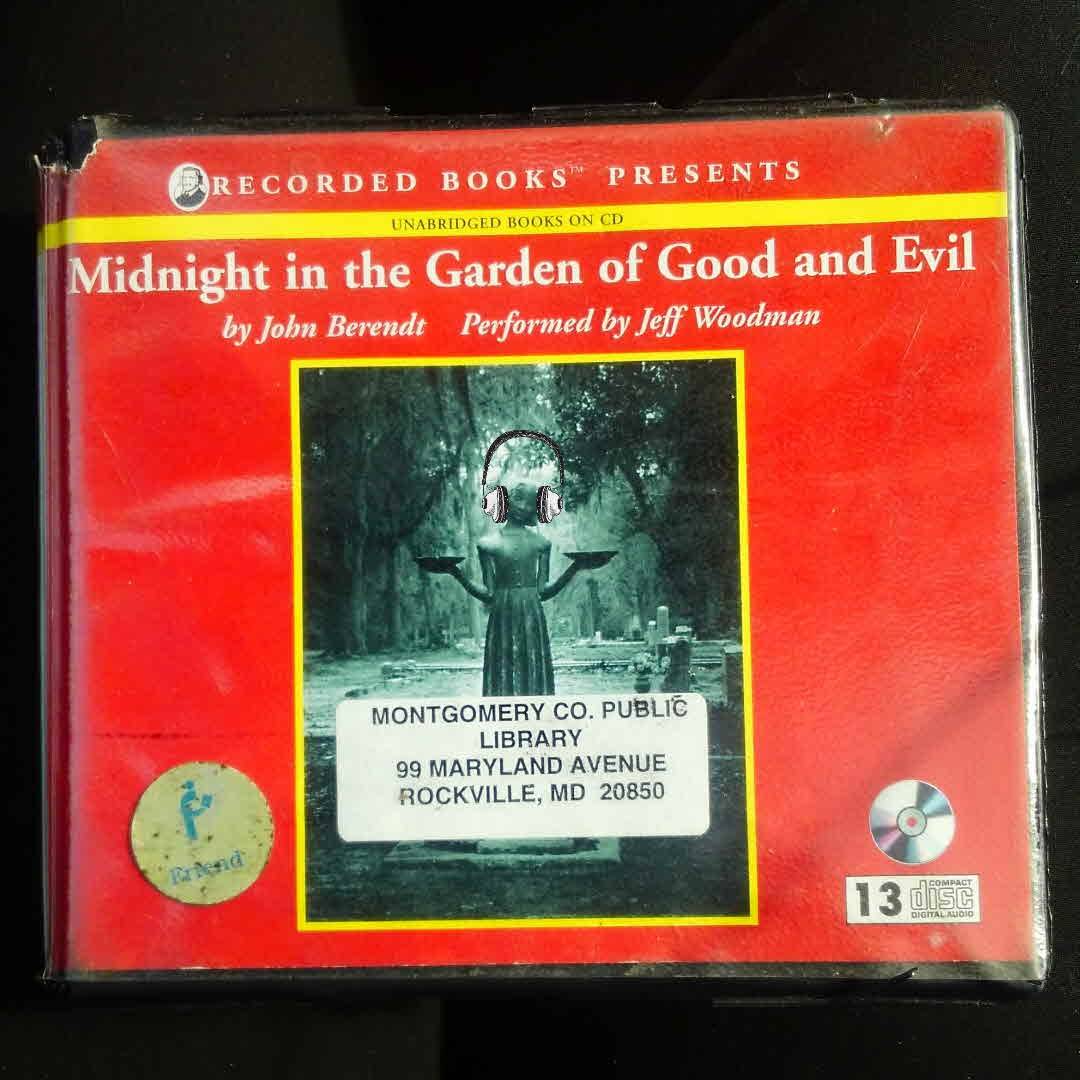 RECORDED BOOKS™ PRESENTS
UNABRIDGED BOOKS ON CD
Midnight in the Garden of Good and Evil
by John Berendt Performed by Jeff Woodman
MONTGOMERY CO. PUBLIC
LIBRARY
99 MARYLAND AVENUE
ROCKVILLE, MD 20850
Friend
13 COMPACT
disc
DIGITAL AUDIO